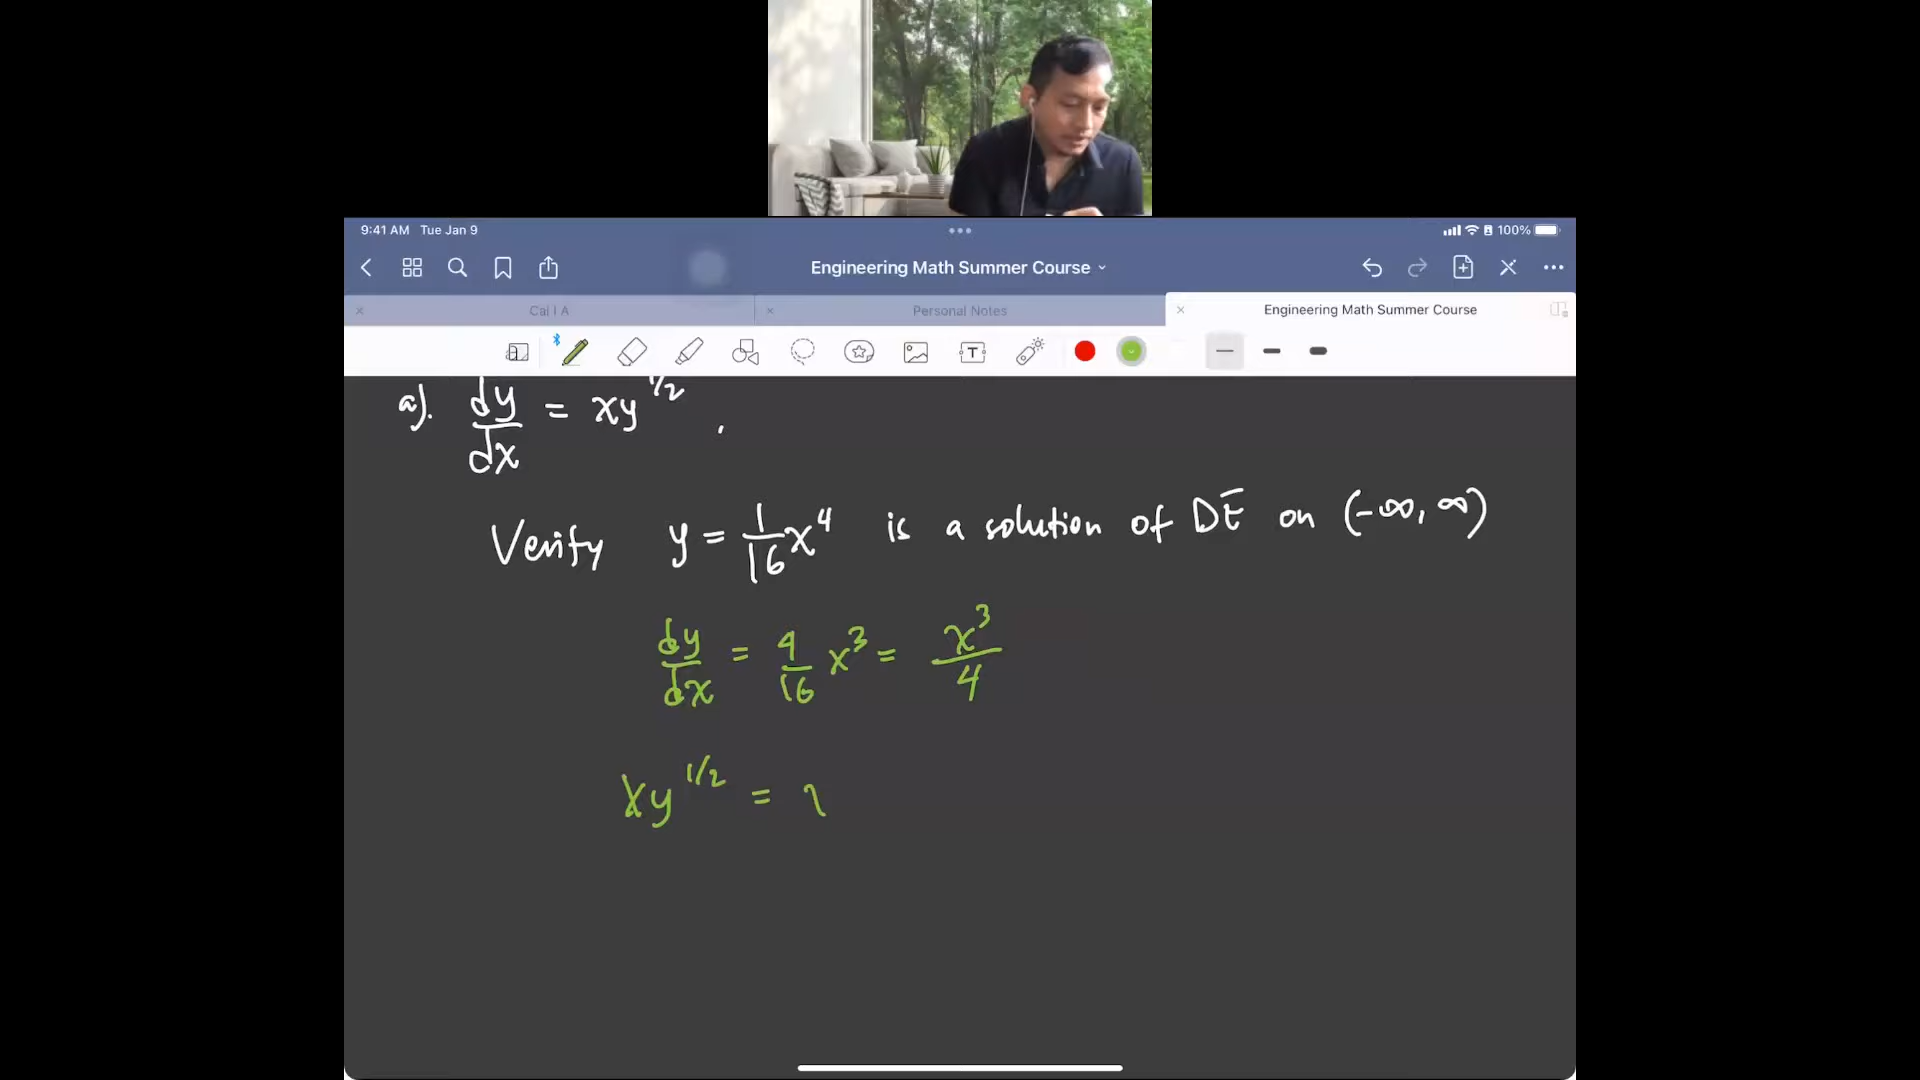 9:41 AM Tue Jan 9
100%
Engineering Math Summer Course
Cal I A
Personal Notes
Engineering Math Summer Course
a). dy/dx = xy^1/2 .
Verify y = 1/16 x^4 is a solution of DE on (-∞, ∞)
dy/dx = 4/16 x^3 = x^3/4
xy^1/2 =